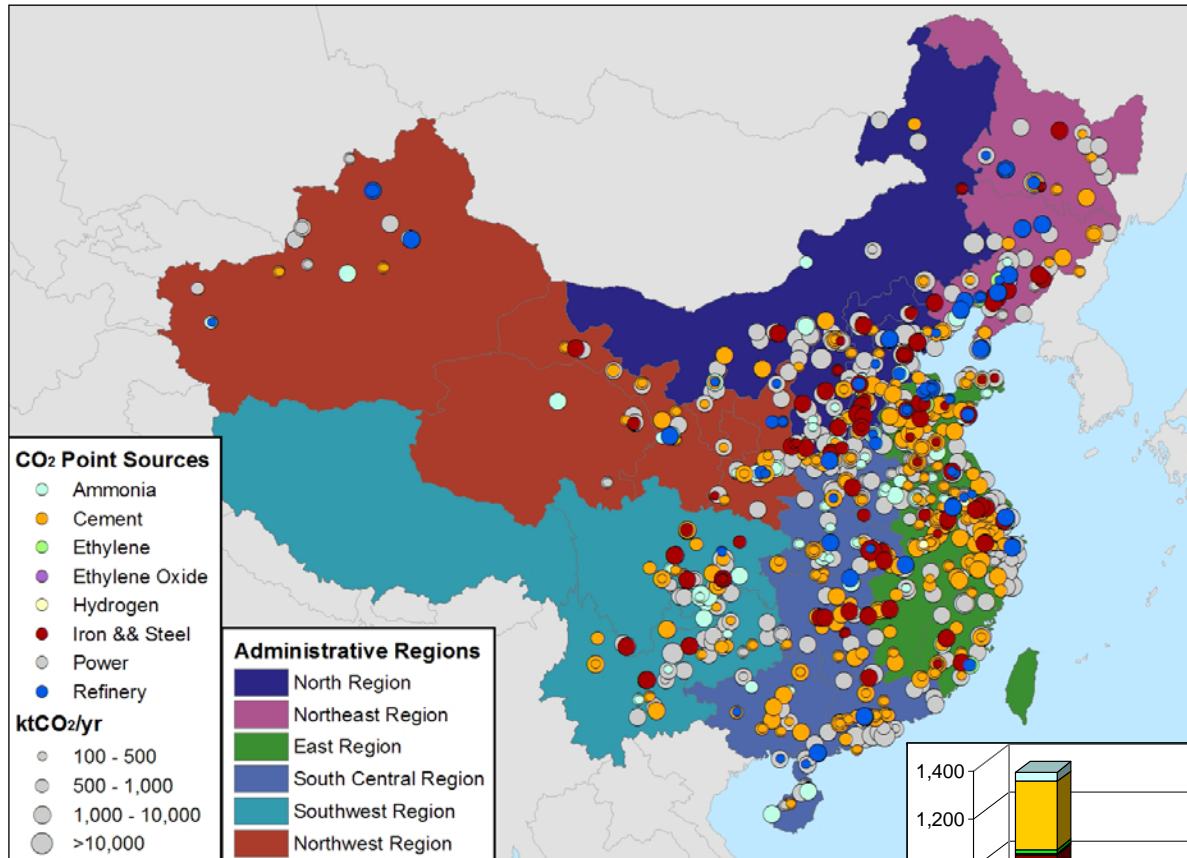 CO₂ Point Sources
Ammonia
Cement
Ethylene
Ethylene Oxide
Hydrogen
Iron && Steel
Power
Refinery
ktCO₂/yr
100 - 500
500 - 1,000
1,000 - 10,000
>10,000
Administrative Regions
North Region
Northeast Region
East Region
South Central Region
Southwest Region
Northwest Region
1,400
1,200